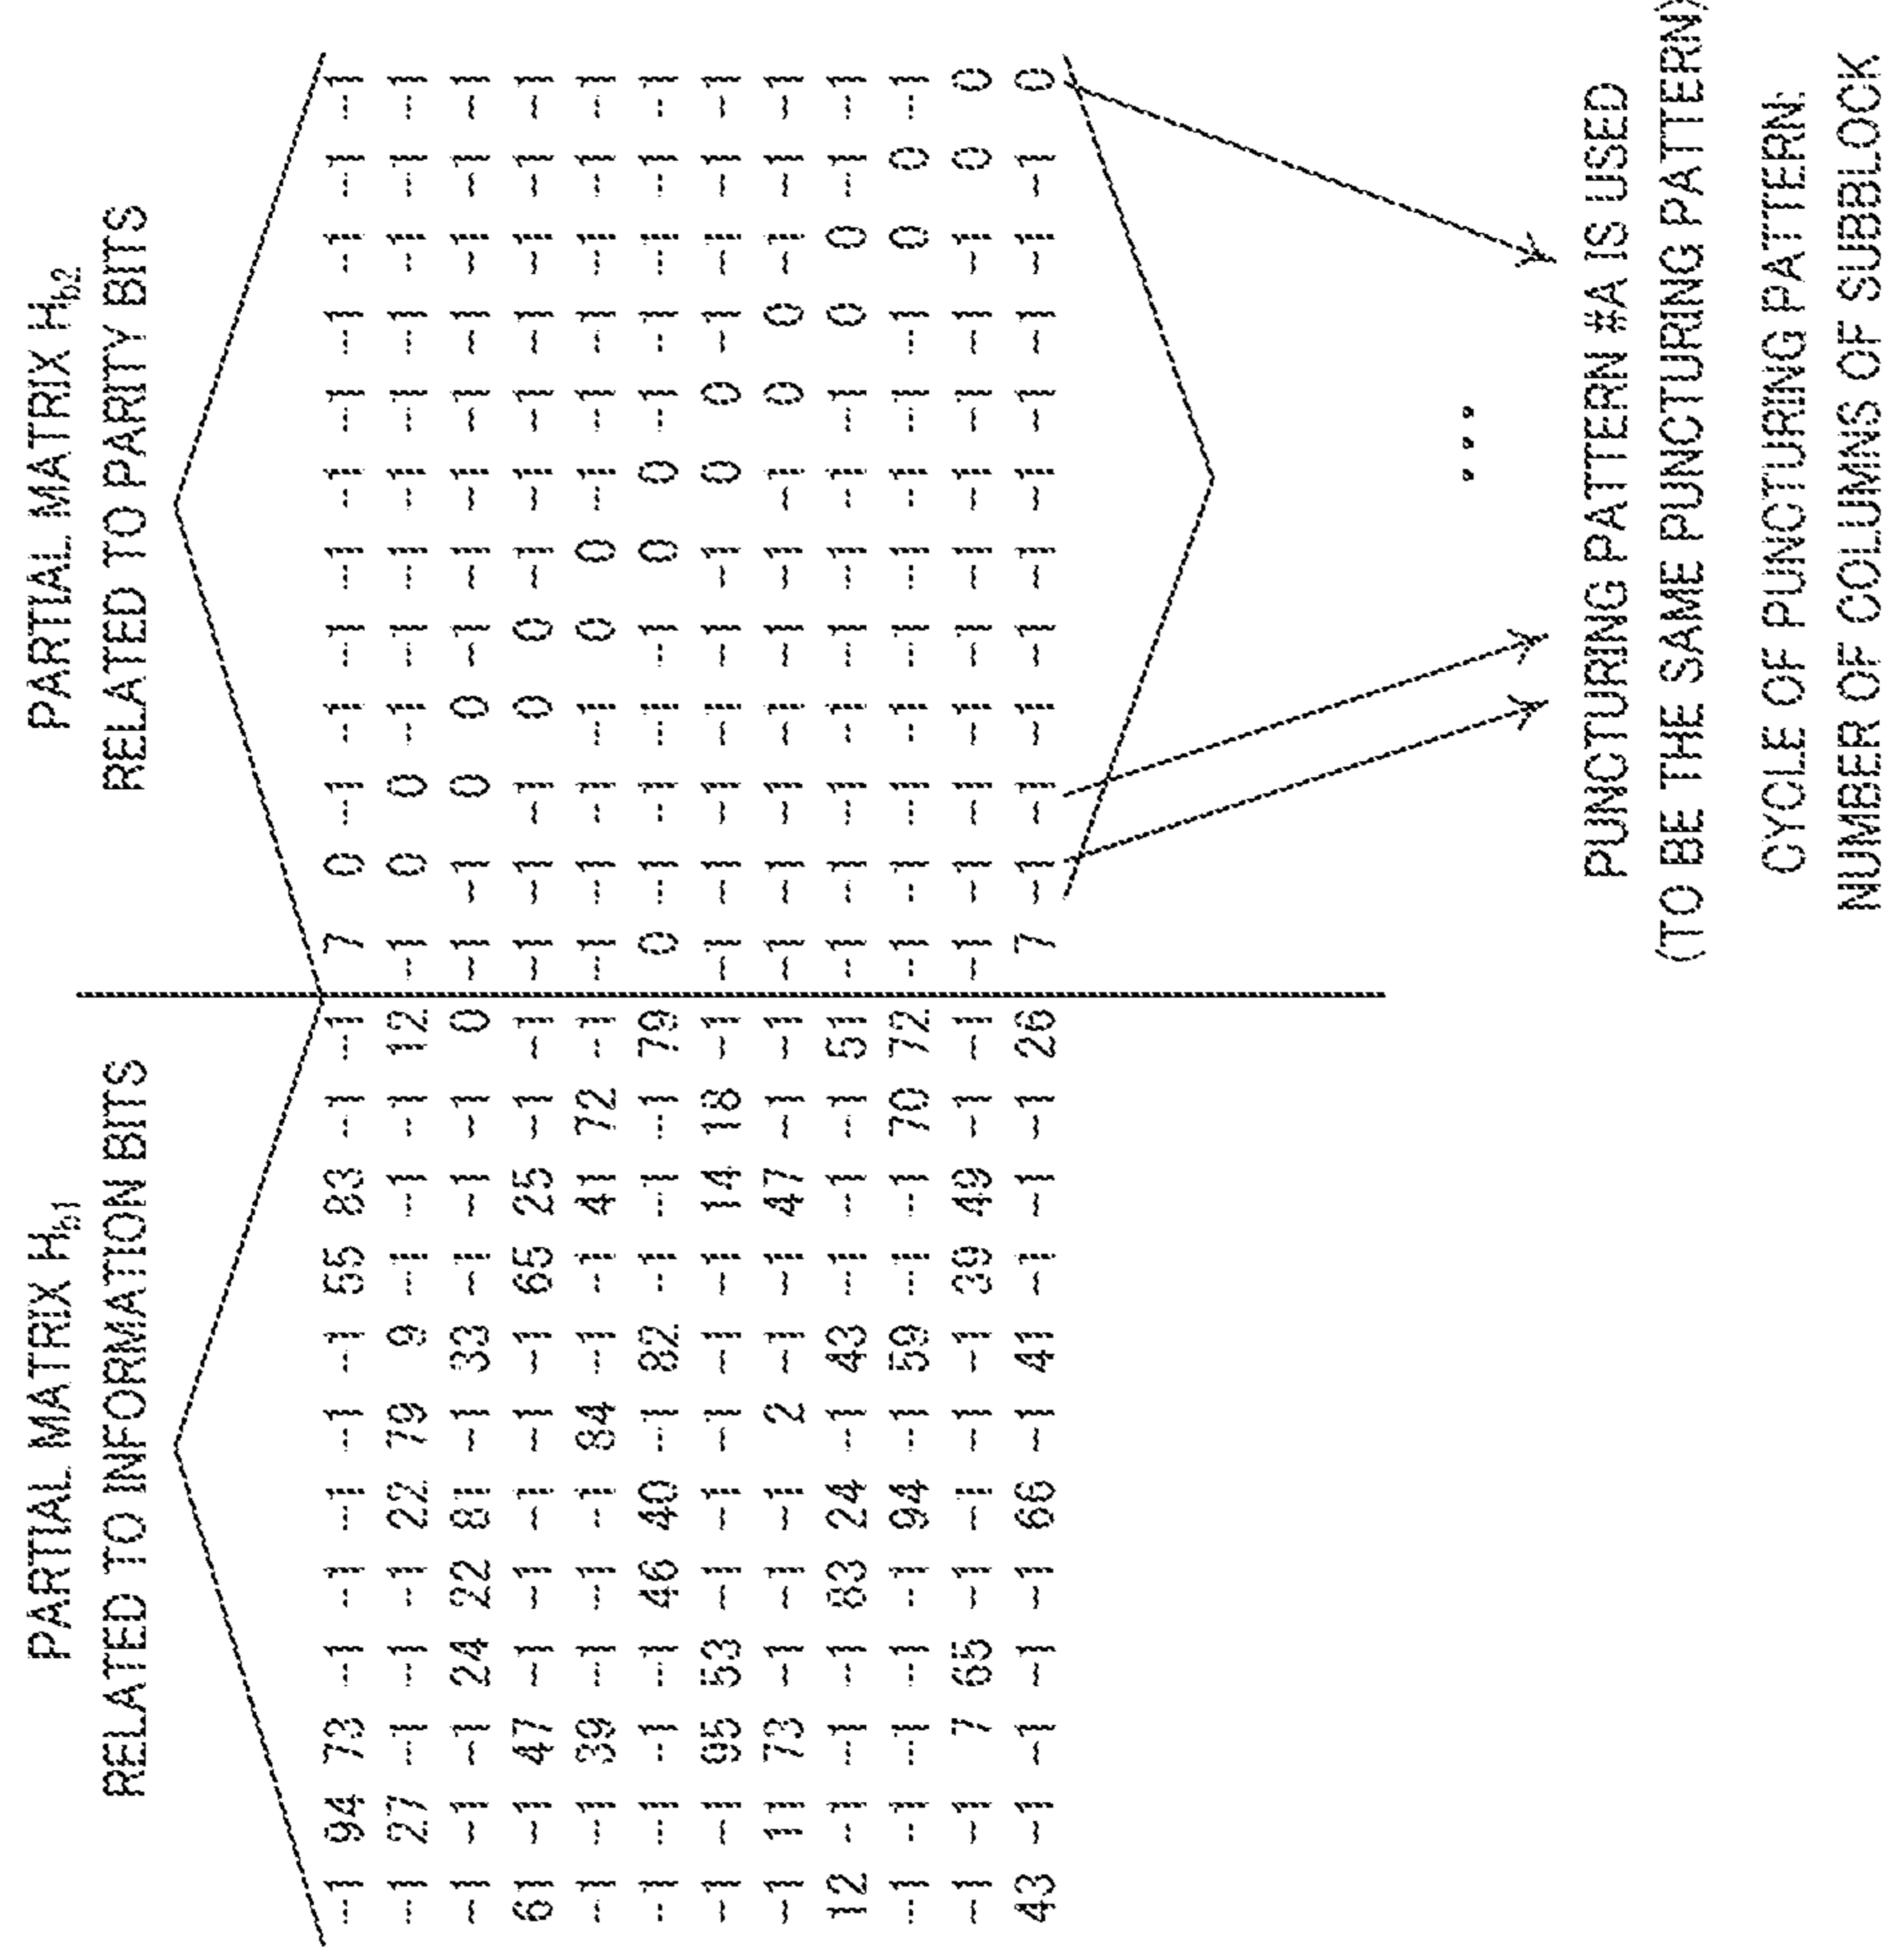 PARTIAL MATRIX H_b1
RELATED TO INFORMATION BITS
PARTIAL MATRIX H_b2
RELATED TO PARITY BITS
-1 94 73 -1 -1 -1 -1 -1 55 83 -1 -1 7 0 -1 -1 -1 -1 -1 -1 -1 -1 -1 -1
-1 27 -1 -1 -1 22 79 9 -1 -1 -1 12 -1 0 0 -1 -1 -1 -1 -1 -1 -1 -1 -1
-1 -1 -1 24 22 81 -1 33 -1 -1 -1 0 -1 -1 0 0 -1 -1 -1 -1 -1 -1 -1 -1
61 -1 47 -1 -1 -1 -1 -1 65 25 -1 -1 -1 -1 -1 0 0 -1 -1 -1 -1 -1 -1 -1
-1 -1 39 -1 -1 -1 84 -1 -1 41 72 -1 -1 -1 -1 -1 0 0 -1 -1 -1 -1 -1 -1
-1 -1 -1 -1 46 40 -1 82 -1 -1 -1 79 0 -1 -1 -1 -1 0 0 -1 -1 -1 -1 -1
-1 -1 95 53 -1 -1 -1 -1 -1 14 18 -1 -1 -1 -1 -1 -1 -1 0 0 -1 -1 -1 -1
-1 11 73 -1 -1 -1 2 -1 -1 47 -1 -1 -1 -1 -1 -1 -1 -1 -1 0 0 -1 -1 -1
12 -1 -1 -1 83 24 -1 43 -1 -1 -1 51 -1 -1 -1 -1 -1 -1 -1 -1 0 0 -1 -1
-1 -1 -1 -1 -1 94 -1 59 -1 -1 70 72 -1 -1 -1 -1 -1 -1 -1 -1 -1 0 0 -1
-1 -1 7 65 -1 -1 -1 -1 39 49 -1 -1 -1 -1 -1 -1 -1 -1 -1 -1 -1 -1 0 0
43 -1 -1 -1 -1 66 -1 41 -1 -1 -1 26 7 -1 -1 -1 -1 -1 -1 -1 -1 -1 -1 0
...
PUNCTURING PATTERN #A IS USED
(TO BE THE SAME PUNCTURING PATTERN)
CYCLE OF PUNCTURING PATTERN:
NUMBER OF COLUMNS OF SUBBLOCK